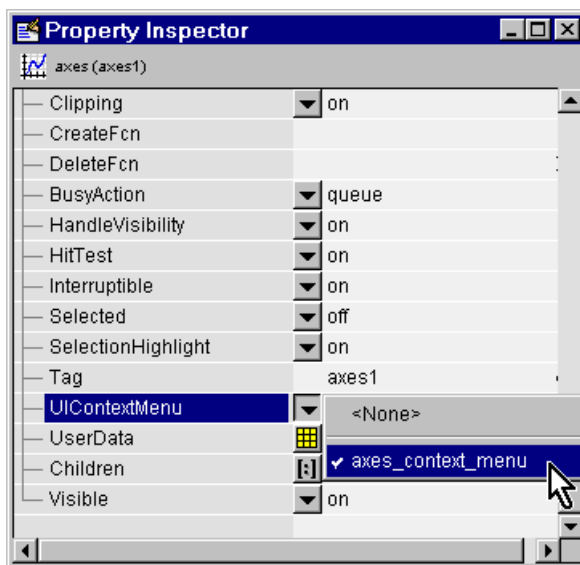 Property Inspector
axes (axes1)
Clipping on
CreateFcn
DeleteFcn
BusyAction queue
HandleVisibility on
HitTest on
Interruptible on
Selected off
SelectionHighlight on
Tag axes1
UIContextMenu <None>
UserData axes_context_menu
Children [:]
Visible on